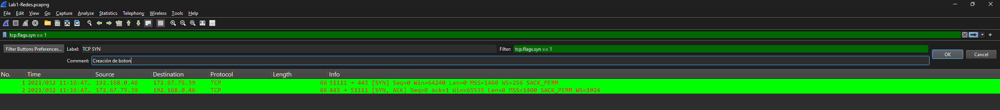 Lab1-Redes.pcapng
File Edit View Go Capture Analyze Statistics Telephony Wireless Tools Help
tcp.flags.syn == 1
Filter Buttons Preferences... Label: TCP SYN Filter: tcp.flags.syn == 1
OK Cancel
Comment: Creación de boton
No. Time Source Destination Protocol Length Info
1 2021/032 11:16:47… 192.168.0.46 172.67.75.39 TCP 66 51111 → 443 [SYN] Seq=0 Win=64240 Len=0 MSS=1460 WS=256 SACK_PERM
2 2021/032 11:16:47… 172.67.75.39 192.168.0.46 TCP 66 443 → 51111 [SYN, ACK] Seq=0 Ack=1 Win=65535 Len=0 MSS=1400 SACK_PERM WS=1024